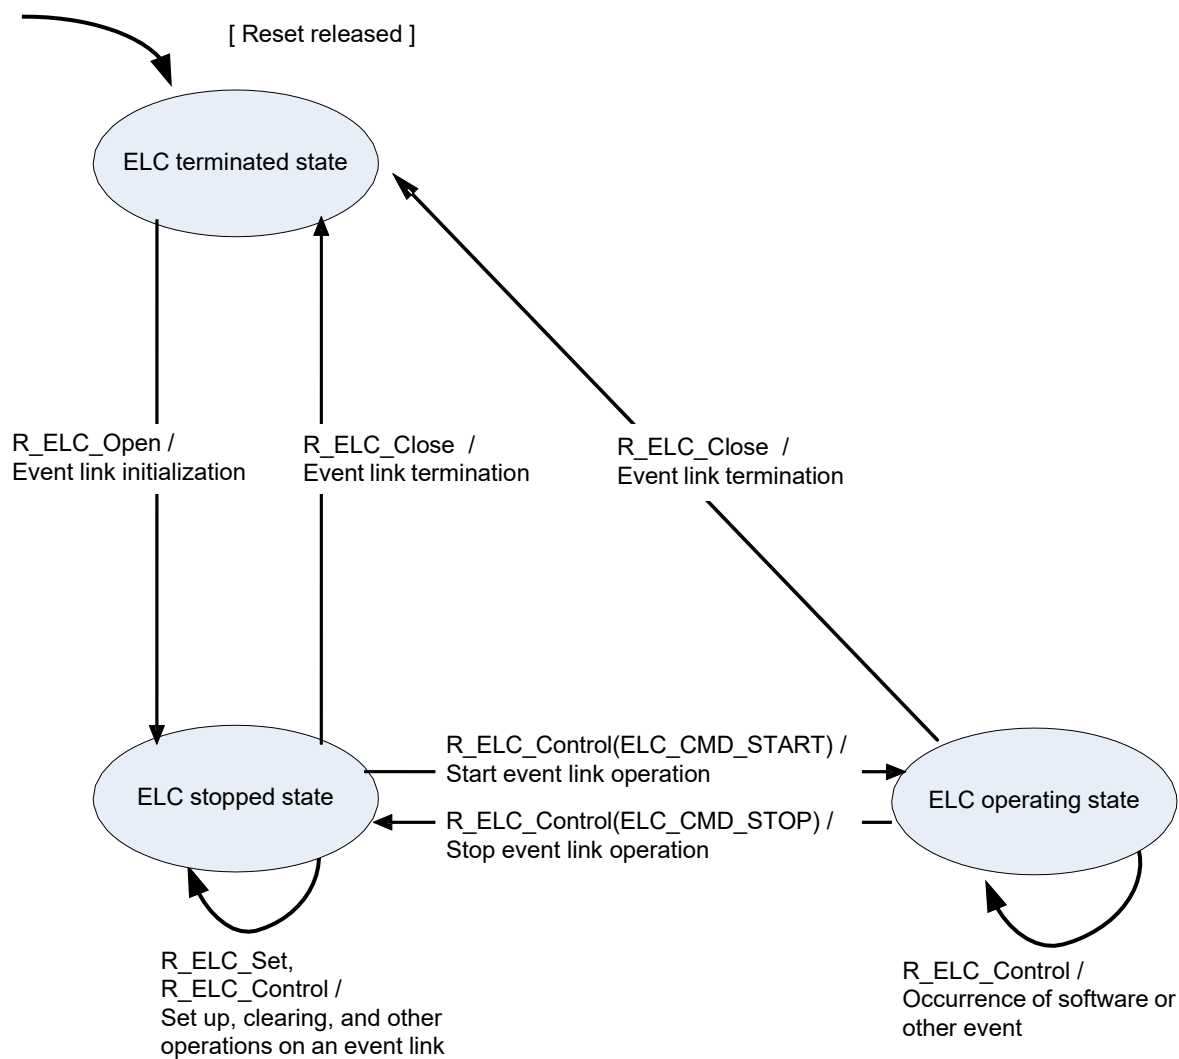 [ Reset released ]
ELC terminated state
R_ELC_Open /
Event link initialization
R_ELC_Close /
Event link termination
R_ELC_Close /
Event link termination
R_ELC_Control(ELC_CMD_START) /
Start event link operation
ELC stopped state
ELC operating state
R_ELC_Control(ELC_CMD_STOP) /
Stop event link operation
R_ELC_Set,
R_ELC_Control /
Set up, clearing, and other
operations on an event link
R_ELC_Control /
Occurrence of software or
other event